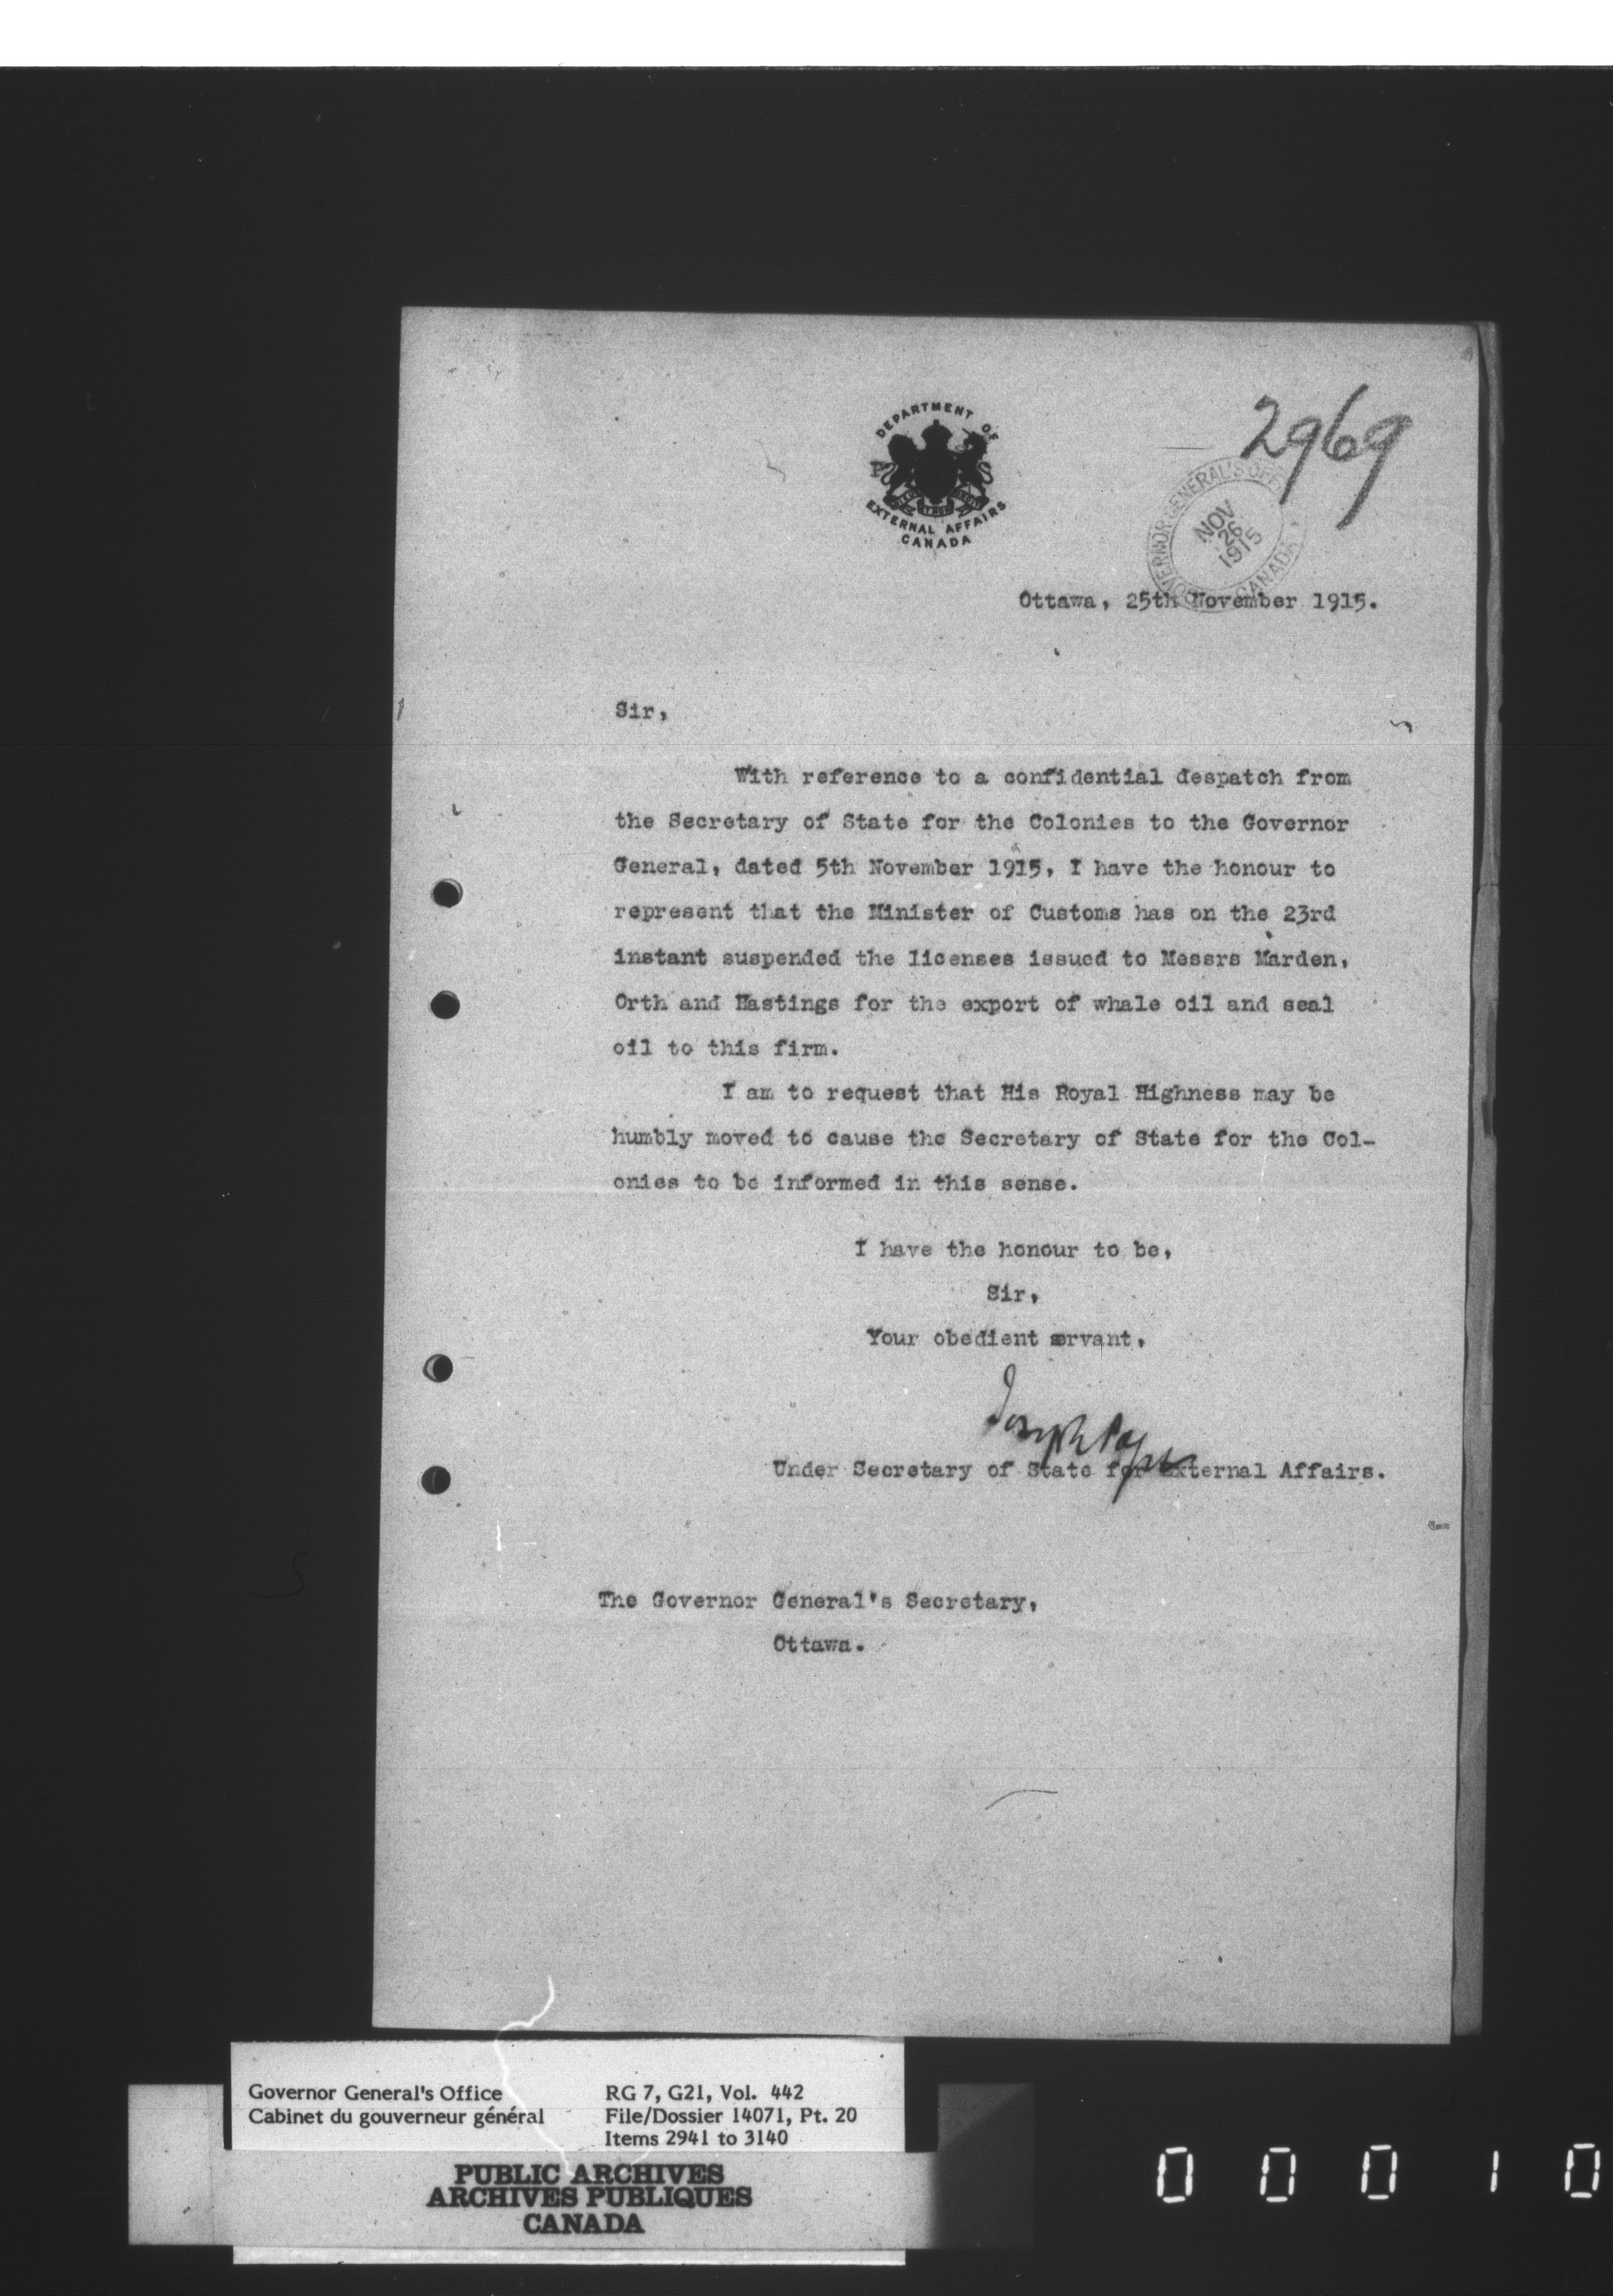 2969
DEPARTMENT OF
EXTERNAL AFFAIRS
CANADA
GOVERNOR GENERAL'S OFF
NOV
26
1915
CANADA
Ottawa, 25th November 1915.
Sir,
With reference to a confidential despatch from
the Secretary of State for the Colonies to the Governor
General, dated 5th November 1915, I have the honour to
represent that the Minister of Customs has on the 23rd
instant suspended the licenses issued to Messrs Marden,
Orth and Hastings for the export of whale oil and seal
oil to this firm.
I am to request that His Royal Highness may be
humbly moved to cause the Secretary of State for the Col-
onies to be informed in this sense.
I have the honour to be,
Sir,
Your obedient servant,
Joseph Pope
Under Secretary of State for External Affairs.
The Governor General's Secretary,
Ottawa.
Governor General's Office
Cabinet du gouverneur général
RG 7, G21, Vol. 442
File/Dossier 14071, Pt. 20
Items 2941 to 3140
PUBLIC ARCHIVES
ARCHIVES PUBLIQUES
CANADA
00010